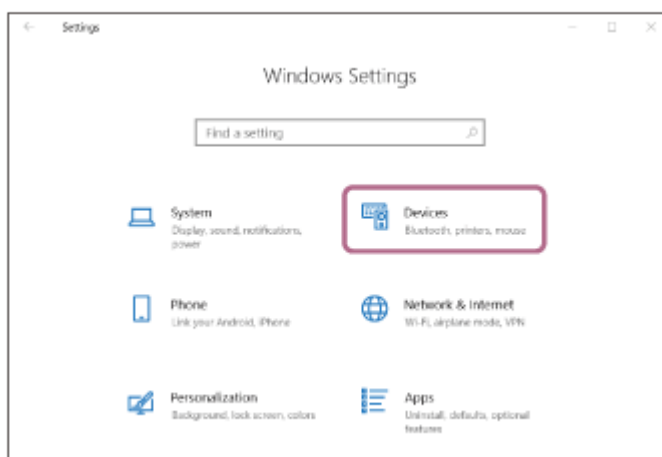 Settings
Windows Settings
Find a setting
System
Display, sound, notifications,
power
Devices
Bluetooth, printers, mouse
Phone
Link your Android, iPhone
Network & Internet
Wi-Fi, airplane mode, VPN
Personalization
Background, lock screen, colors
Apps
Uninstall, defaults, optional
features